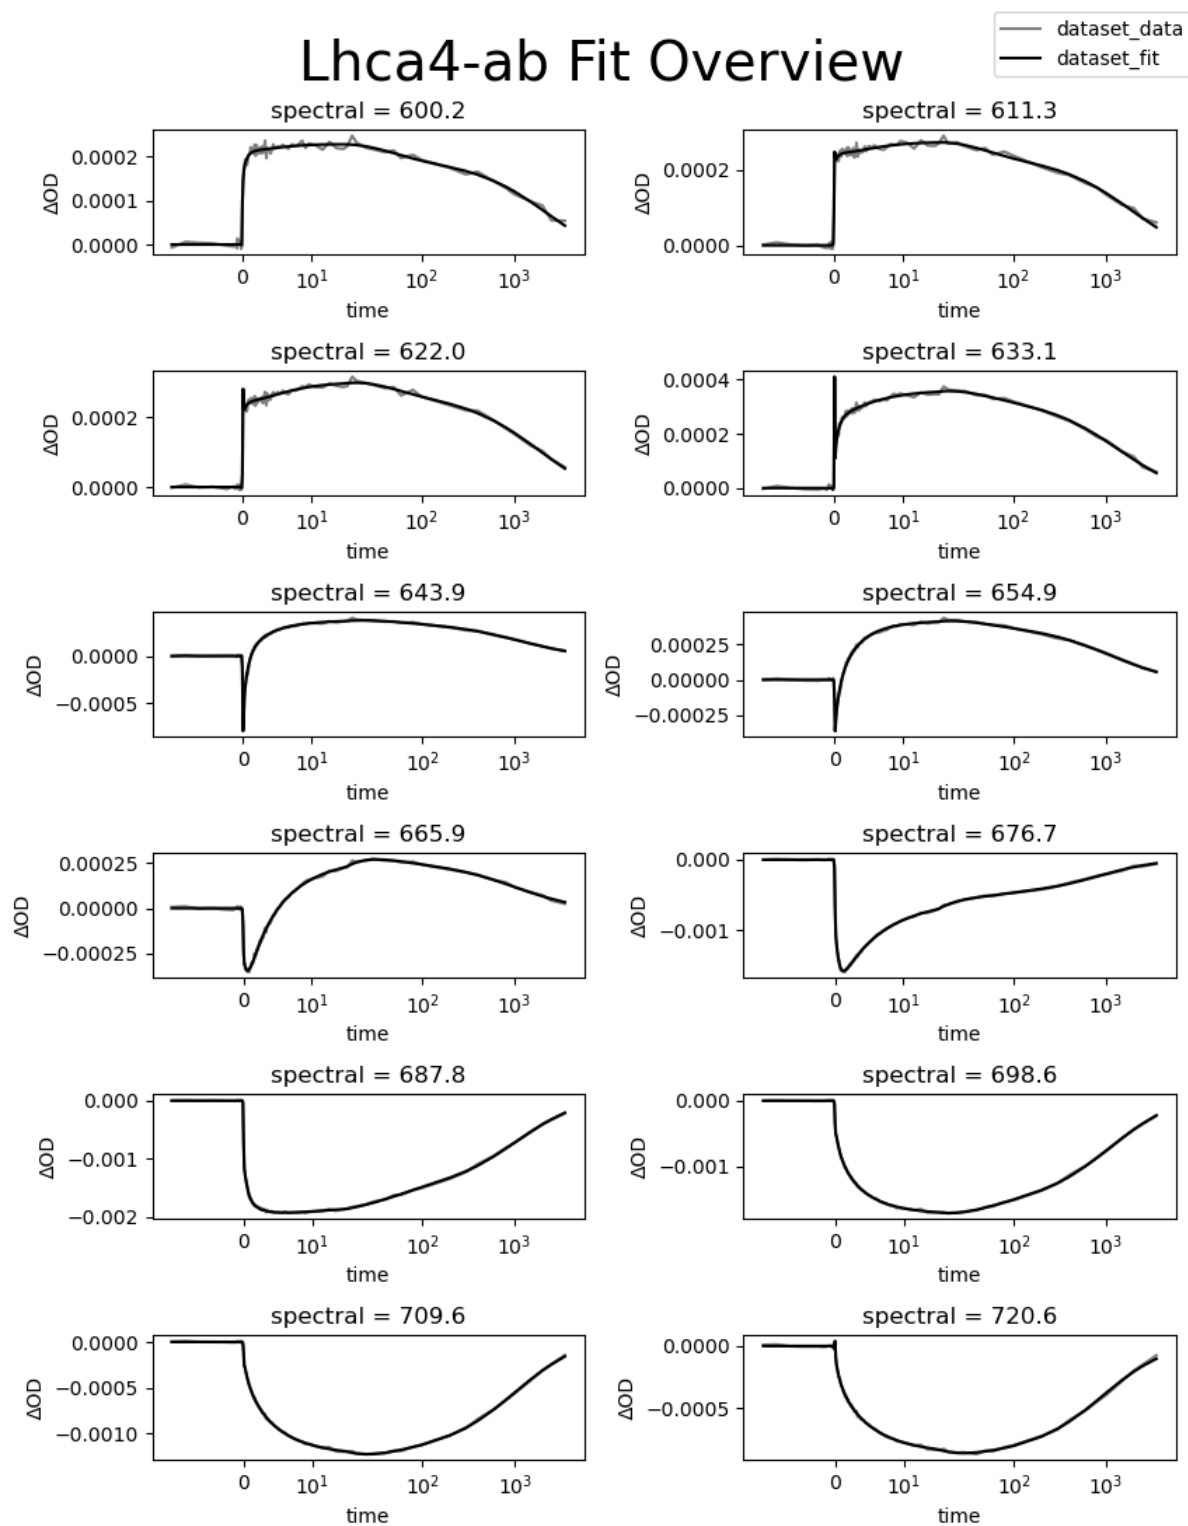 dataset_data
dataset_fit
Lhca4-ab Fit Overview
spectral = 600.2
0.0002
0.0001
0.0000
ΔOD
0 10¹ 10² 10³
time
spectral = 611.3
0.0002
0.0000
ΔOD
0 10¹ 10² 10³
time
spectral = 622.0
0.0002
0.0000
ΔOD
0 10¹ 10² 10³
time
spectral = 633.1
0.0004
0.0002
0.0000
ΔOD
0 10¹ 10² 10³
time
spectral = 643.9
0.0000
−0.0005
ΔOD
0 10¹ 10² 10³
time
spectral = 654.9
0.00025
0.00000
−0.00025
ΔOD
0 10¹ 10² 10³
time
spectral = 665.9
0.00025
0.00000
−0.00025
ΔOD
0 10¹ 10² 10³
time
spectral = 676.7
0.000
−0.001
ΔOD
0 10¹ 10² 10³
time
spectral = 687.8
0.000
−0.001
−0.002
ΔOD
0 10¹ 10² 10³
time
spectral = 698.6
0.000
−0.001
ΔOD
0 10¹ 10² 10³
time
spectral = 709.6
0.0000
−0.0005
−0.0010
ΔOD
0 10¹ 10² 10³
time
spectral = 720.6
0.0000
−0.0005
ΔOD
0 10¹ 10² 10³
time